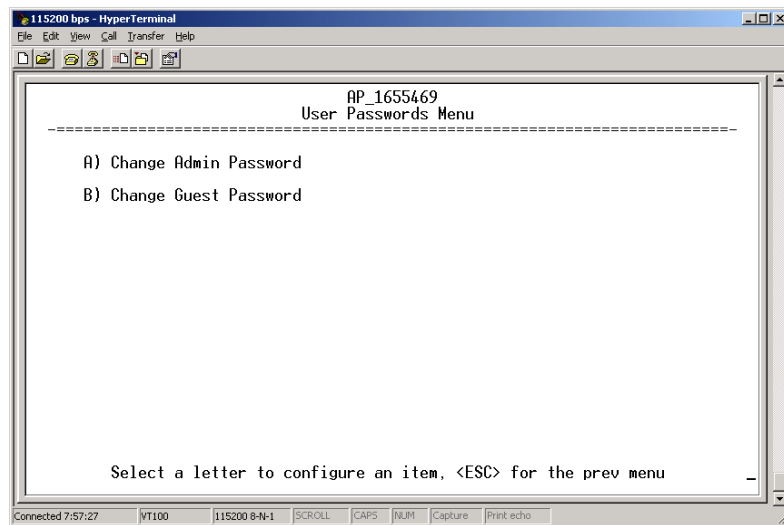 115200 bps - HyperTerminal
File Edit View Call Transfer Help
AP_1655469
User Passwords Menu
-==========================================================================-
A) Change Admin Password
B) Change Guest Password
Select a letter to configure an item, <ESC> for the prev menu _
Connected 7:57:27 VT100 115200 8-N-1 SCROLL CAPS NUM Capture Print echo